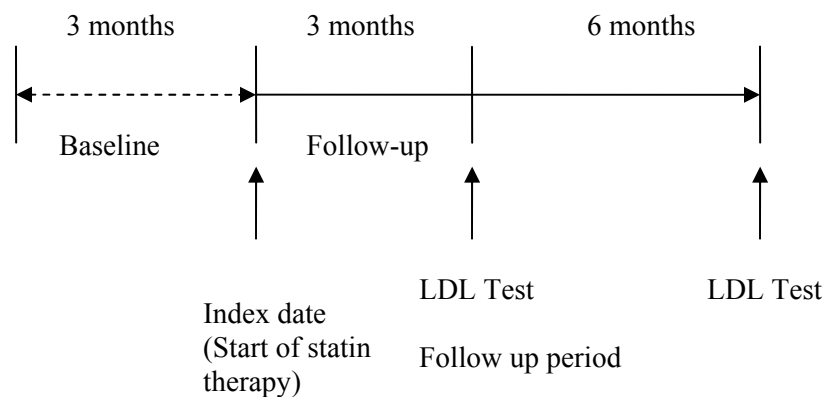 3 months
3 months
6 months
Baseline
Follow-up
Index date
(Start of statin
therapy)
LDL Test
Follow up period
LDL Test